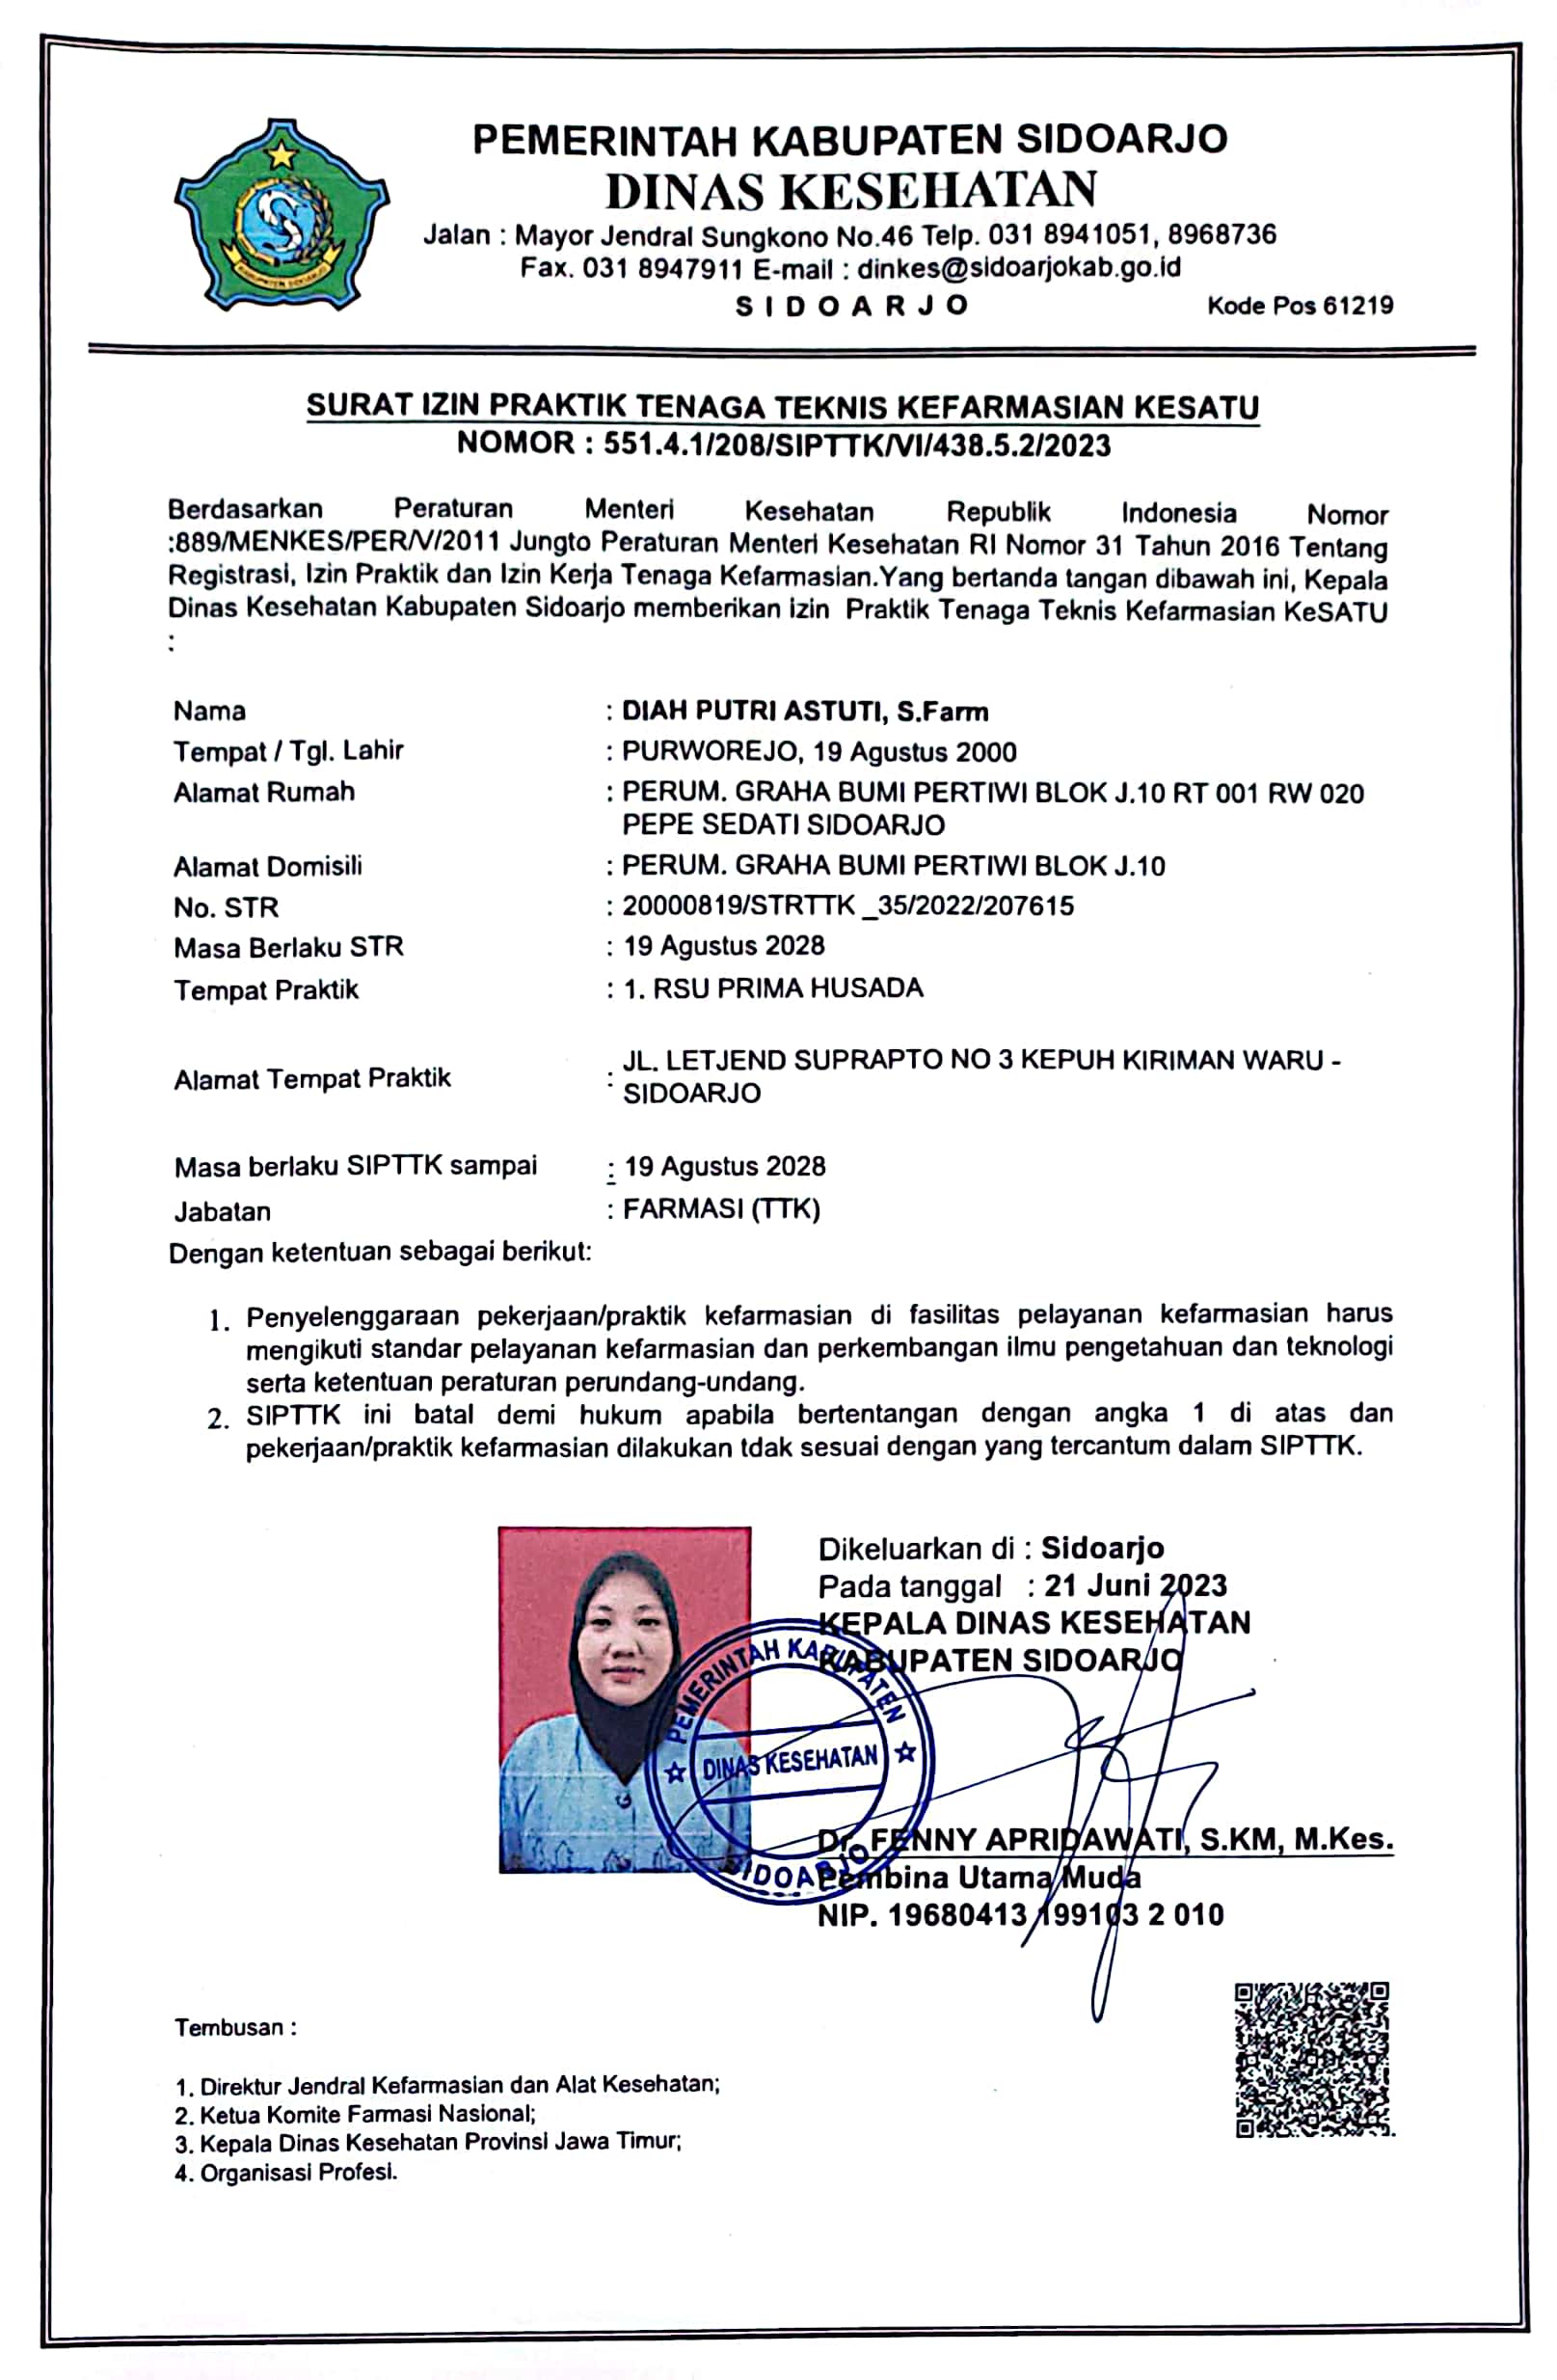 PEMERINTAH KABUPATEN SIDOARJO
DINAS KESEHATAN
Jalan : Mayor Jendral Sungkono No.46 Telp. 031 8941051, 8968736
Fax. 031 8947911 E-mail : dinkes@sidoarjokab.go.id
S I D O A R J O Kode Pos 61219
SURAT IZIN PRAKTIK TENAGA TEKNIS KEFARMASIAN KESATU
NOMOR : 551.4.1/208/SIPTTK/VI/438.5.2/2023
Berdasarkan Peraturan Menteri Kesehatan Republik Indonesia Nomor
:889/MENKES/PER/V/2011 Jungto Peraturan Menteri Kesehatan RI Nomor 31 Tahun 2016 Tentang
Registrasi, Izin Praktik dan Izin Kerja Tenaga Kefarmasian.Yang bertanda tangan dibawah ini, Kepala
Dinas Kesehatan Kabupaten Sidoarjo memberikan izin Praktik Tenaga Teknis Kefarmasian KeSATU
:
Nama : DIAH PUTRI ASTUTI, S.Farm
Tempat / Tgl. Lahir : PURWOREJO, 19 Agustus 2000
Alamat Rumah : PERUM. GRAHA BUMI PERTIWI BLOK J.10 RT 001 RW 020
PEPE SEDATI SIDOARJO
Alamat Domisili : PERUM. GRAHA BUMI PERTIWI BLOK J.10
No. STR : 20000819/STRTTK _35/2022/207615
Masa Berlaku STR : 19 Agustus 2028
Tempat Praktik : 1. RSU PRIMA HUSADA
Alamat Tempat Praktik : JL. LETJEND SUPRAPTO NO 3 KEPUH KIRIMAN WARU -
SIDOARJO
Masa berlaku SIPTTK sampai : 19 Agustus 2028
Jabatan : FARMASI (TTK)
Dengan ketentuan sebagai berikut:
1. Penyelenggaraan pekerjaan/praktik kefarmasian di fasilitas pelayanan kefarmasian harus
mengikuti standar pelayanan kefarmasian dan perkembangan ilmu pengetahuan dan teknologi
serta ketentuan peraturan perundang-undang.
2. SIPTTK ini batal demi hukum apabila bertentangan dengan angka 1 di atas dan
pekerjaan/praktik kefarmasian dilakukan tdak sesuai dengan yang tercantum dalam SIPTTK.
Dikeluarkan di : Sidoarjo
Pada tanggal : 21 Juni 2023
KEPALA DINAS KESEHATAN
KABUPATEN SIDOARJO
PEMERINTAH KABUPATEN
DINAS KESEHATAN
SIDOARJO
Dr. FENNY APRIDAWATI, S.KM, M.Kes.
Pembina Utama Muda
NIP. 19680413 199103 2 010
Tembusan :
1. Direktur Jendral Kefarmasian dan Alat Kesehatan;
2. Ketua Komite Farmasi Nasional;
3. Kepala Dinas Kesehatan Provinsi Jawa Timur;
4. Organisasi Profesi.